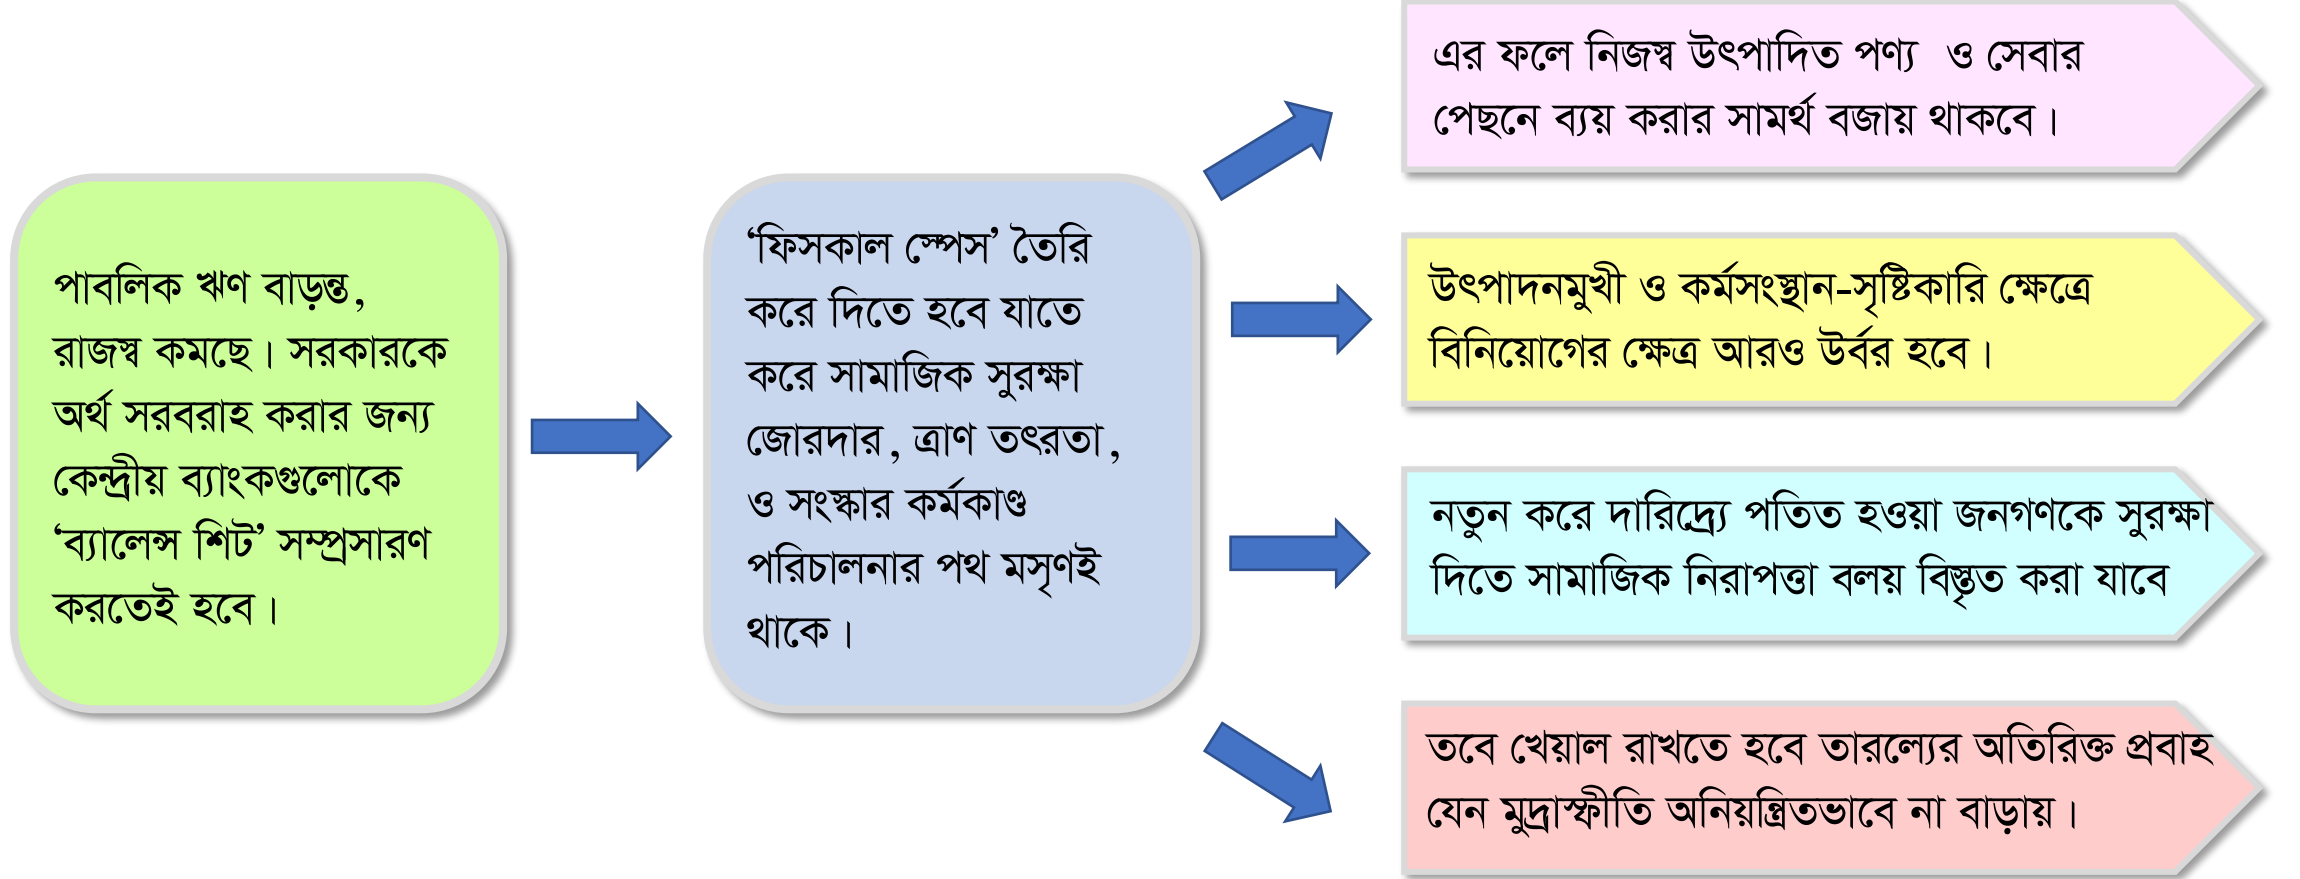 পাবলিক ঋণ বাড়ন্ত,
রাজস্ব কমছে। সরকারকে
অর্থ সরবরাহ করার জন্য
কেন্দ্রীয় ব্যাংকগুলোকে
‘ব্যালেন্স শিট’ সম্প্রসারণ
করতেই হবে।
‘ফিসকাল স্পেস’ তৈরি
করে দিতে হবে যাতে
করে সামাজিক সুরক্ষা
জোরদার, ত্রাণ তৎরতা,
ও সংস্কার কর্মকাণ্ড
পরিচালনার পথ মসৃণই
থাকে।
এর ফলে নিজস্ব উৎপাদিত পণ্য ও সেবার
পেছনে ব্যয় করার সামর্থ বজায় থাকবে।
উৎপাদনমুখী ও কর্মসংস্থান-সৃষ্টিকারি ক্ষেত্রে
বিনিয়োগের ক্ষেত্র আরও উর্বর হবে।
নতুন করে দারিদ্র্যে পতিত হওয়া জনগণকে সুরক্ষা
দিতে সামাজিক নিরাপত্তা বলয় বিস্তৃত করা যাবে
তবে খেয়াল রাখতে হবে তারল্যের অতিরিক্ত প্রবাহ
যেন মুদ্রাস্ফীতি অনিয়ন্ত্রিতভাবে না বাড়ায়।